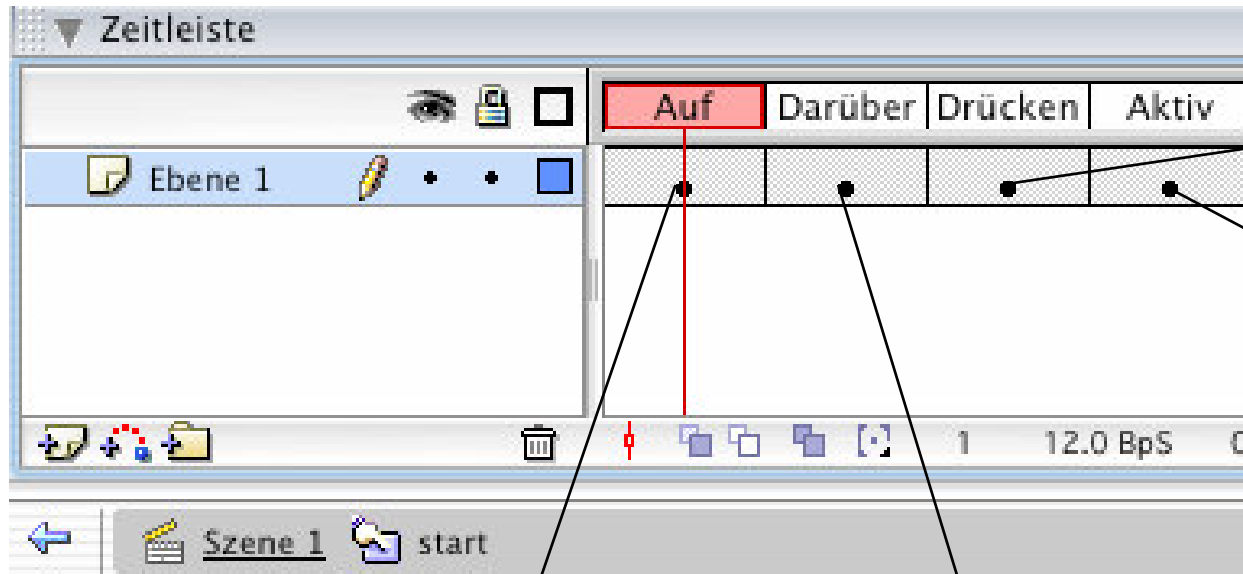 Zeitleiste
Auf Darüber Drücken Aktiv
Ebene 1
1 12.0 BpS
Szene 1 start